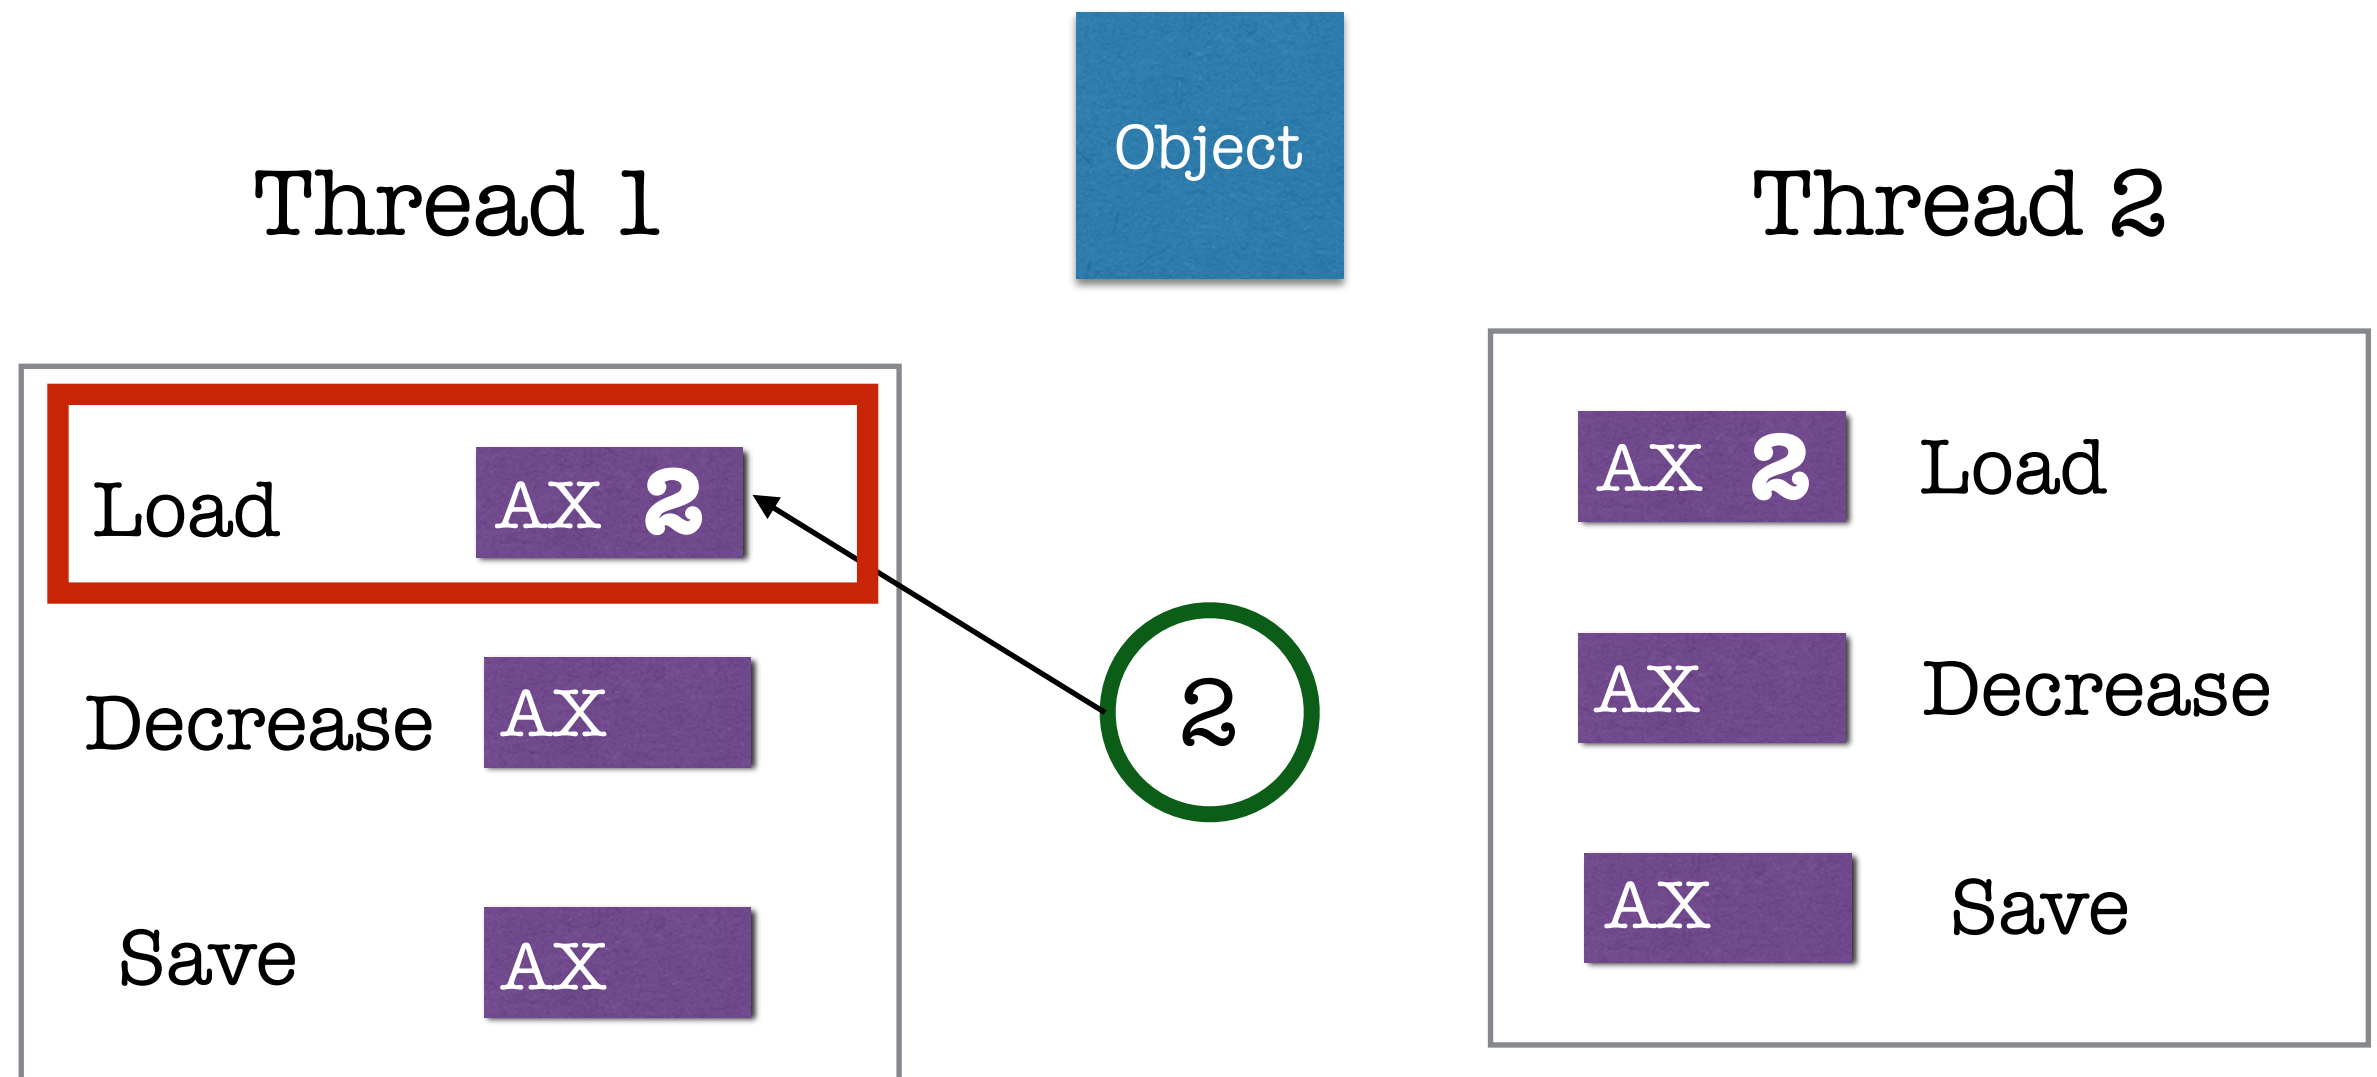 Object
Thread 1
Thread 2
Load AX 2
Decrease AX
Save AX
2
AX 2 Load
AX Decrease
AX Save